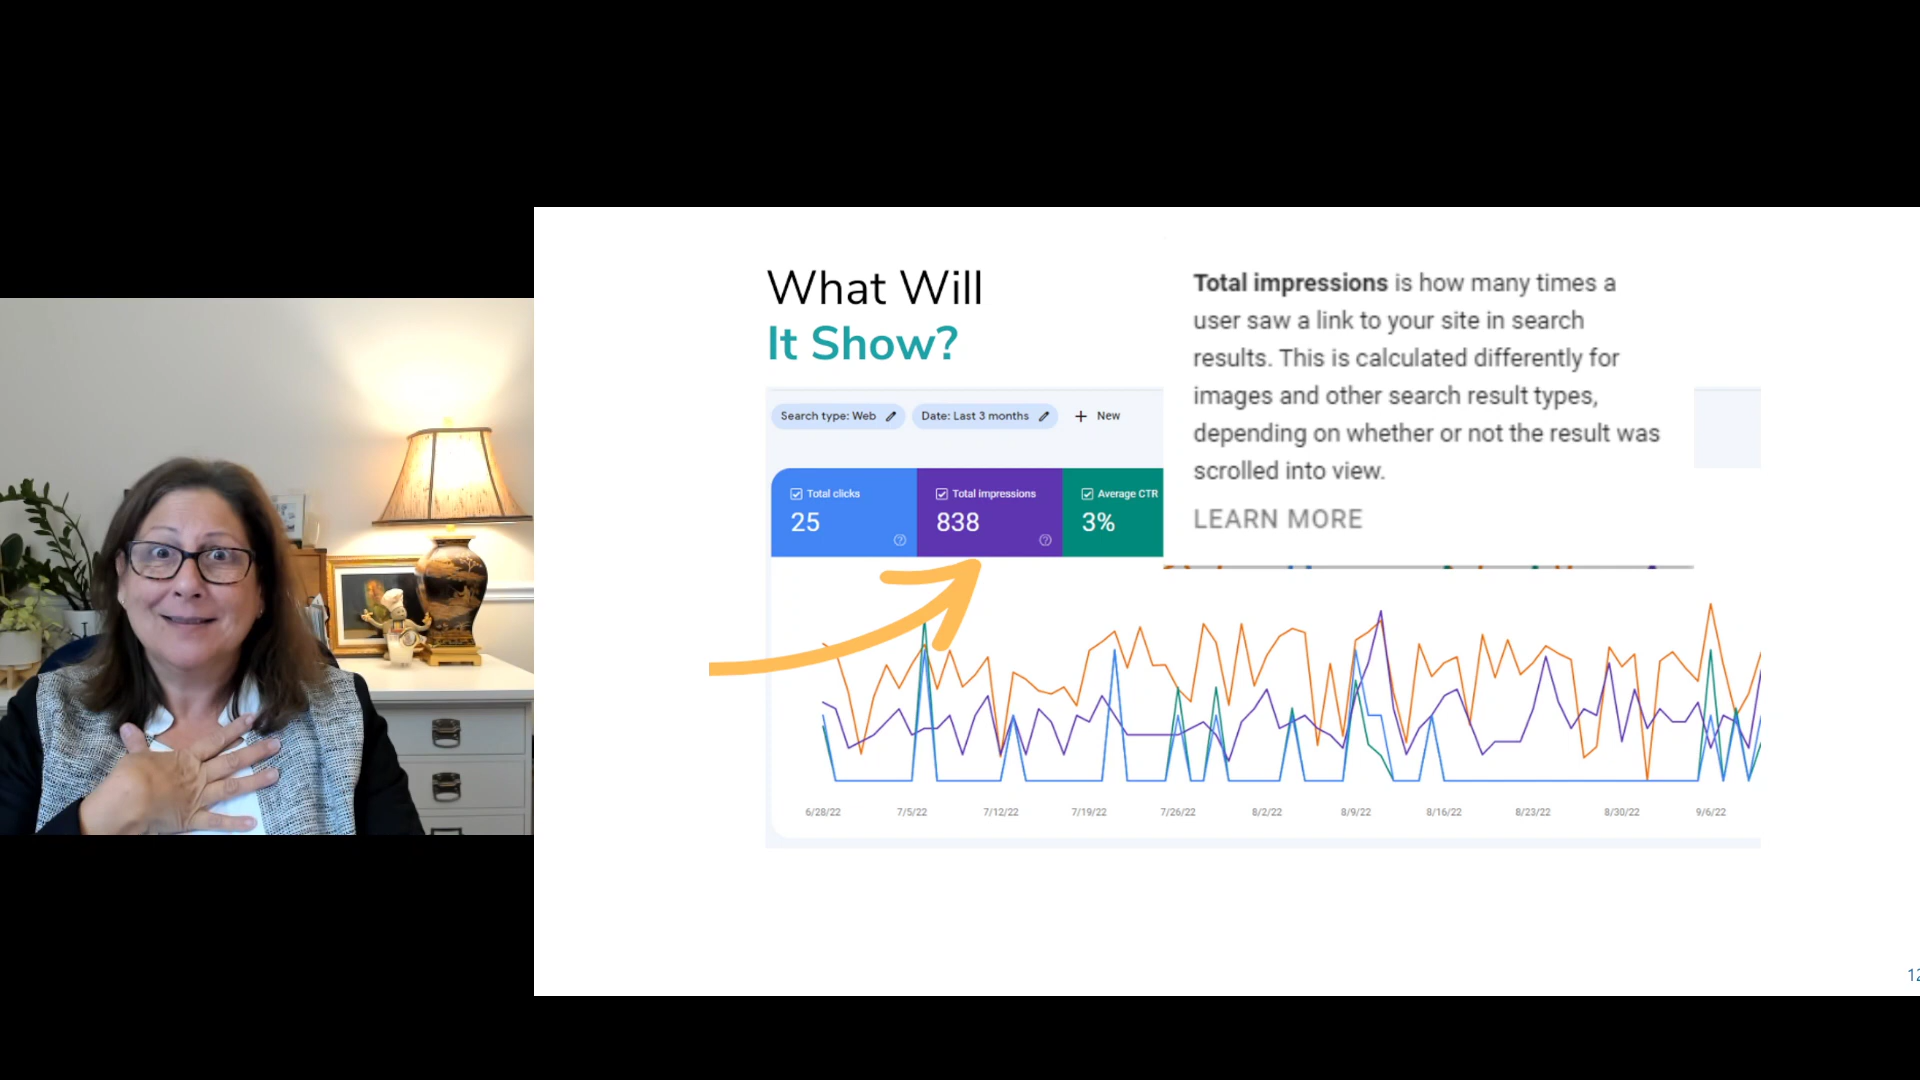 What Will
It Show?
Total impressions is how many times a
user saw a link to your site in search
results. This is calculated differently for
images and other search result types,
depending on whether or not the result was
scrolled into view.
LEARN MORE
Search type: Web
Date: Last 3 months
+ New
Total clicks
25
Total impressions
838
Average CTR
3%
6/28/22 7/5/22 7/12/22 7/19/22 7/26/22 8/2/22 8/9/22 8/16/22 8/23/22 8/30/22 9/6/22
12